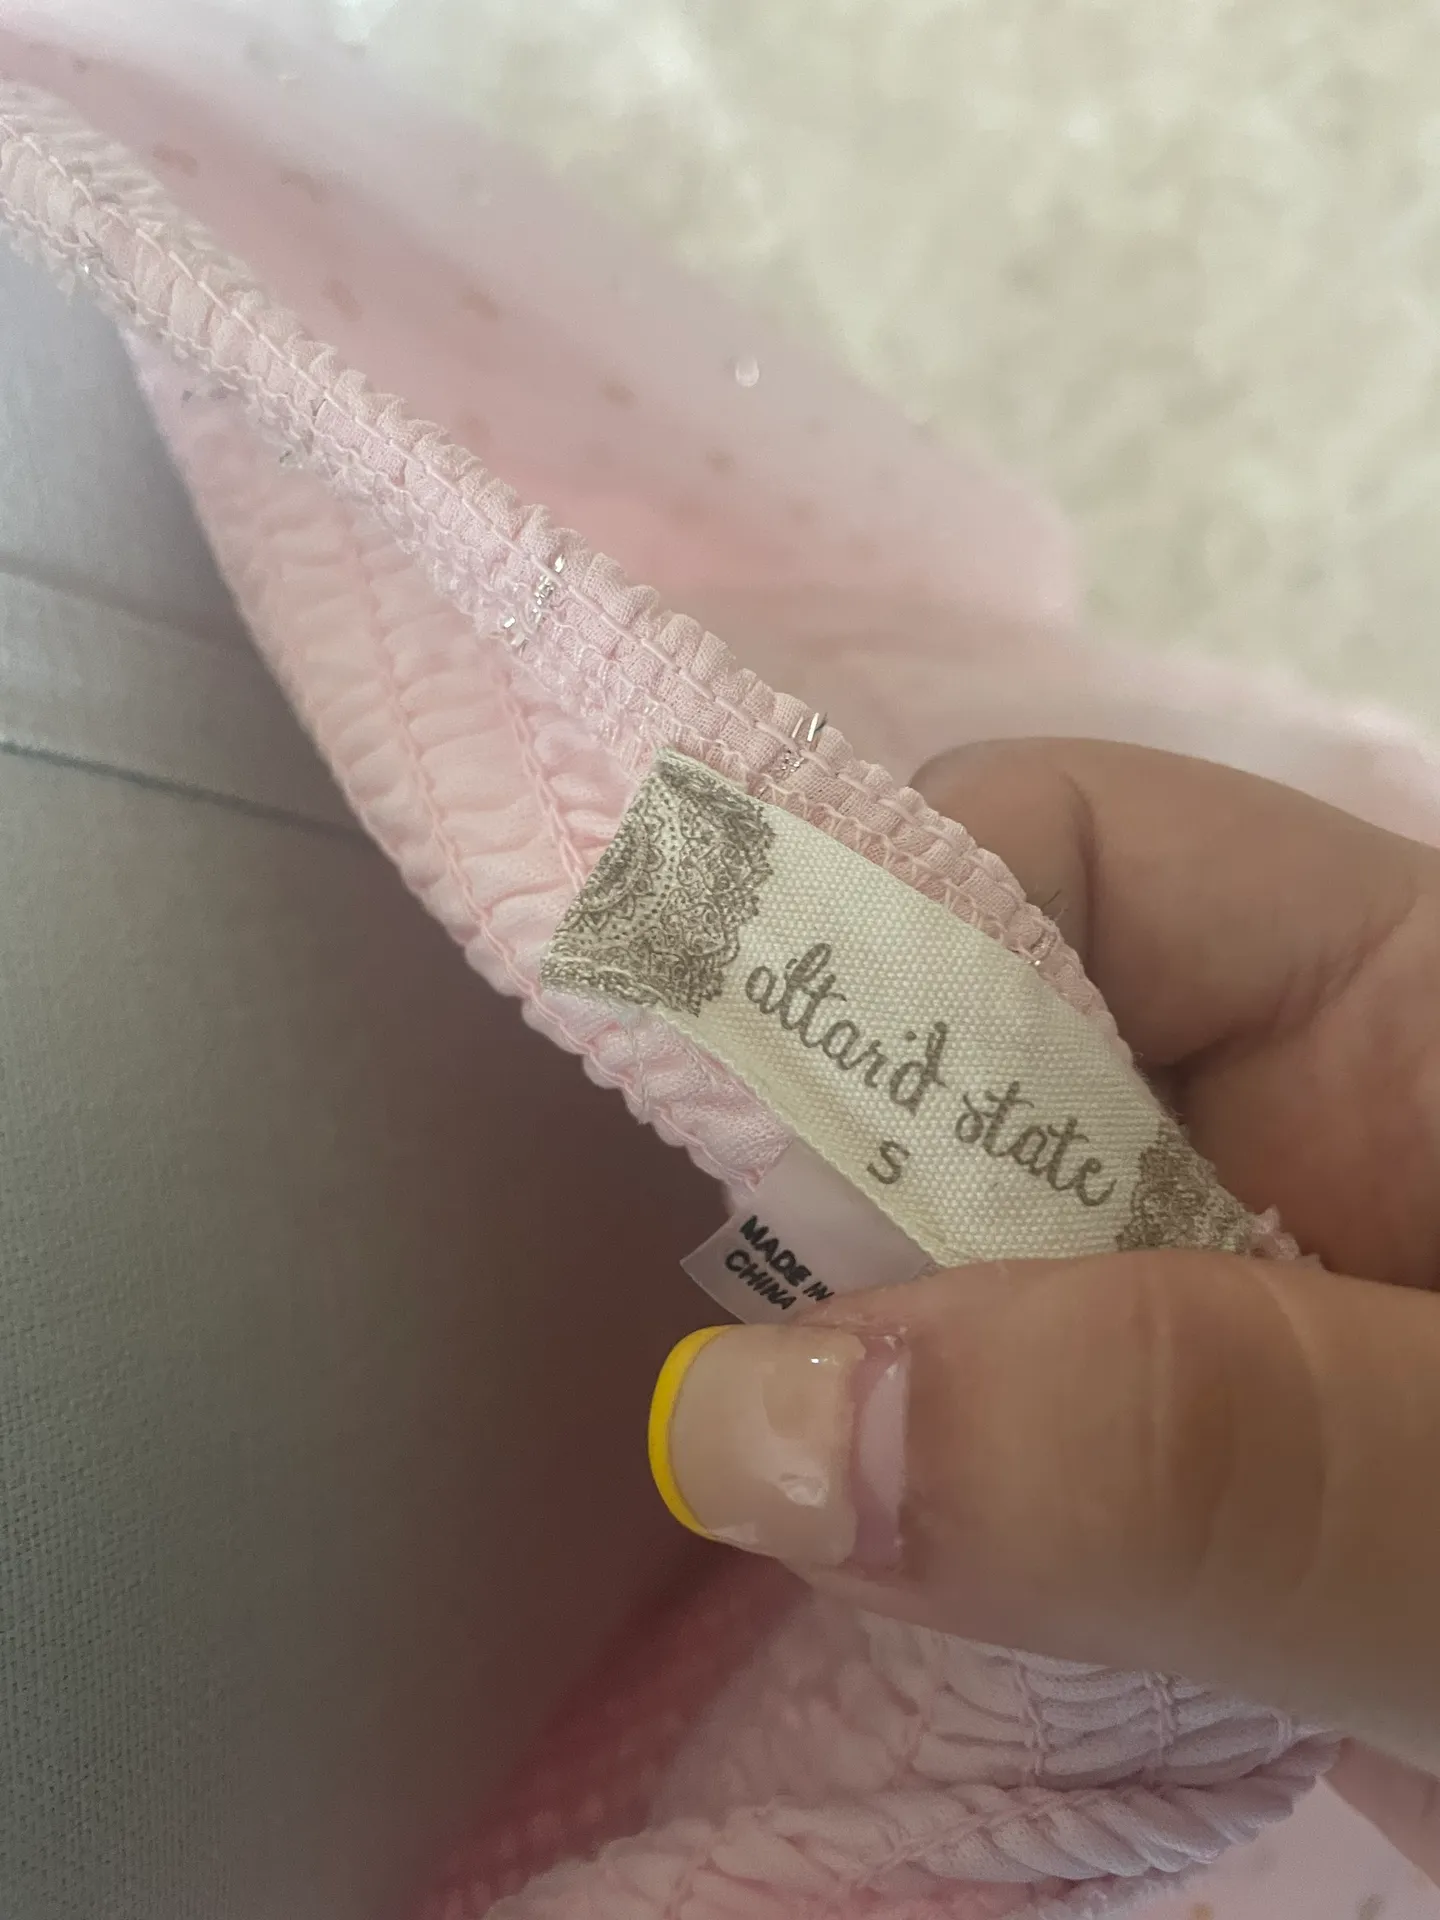 altar'd state
S
MADE IN
CHINA